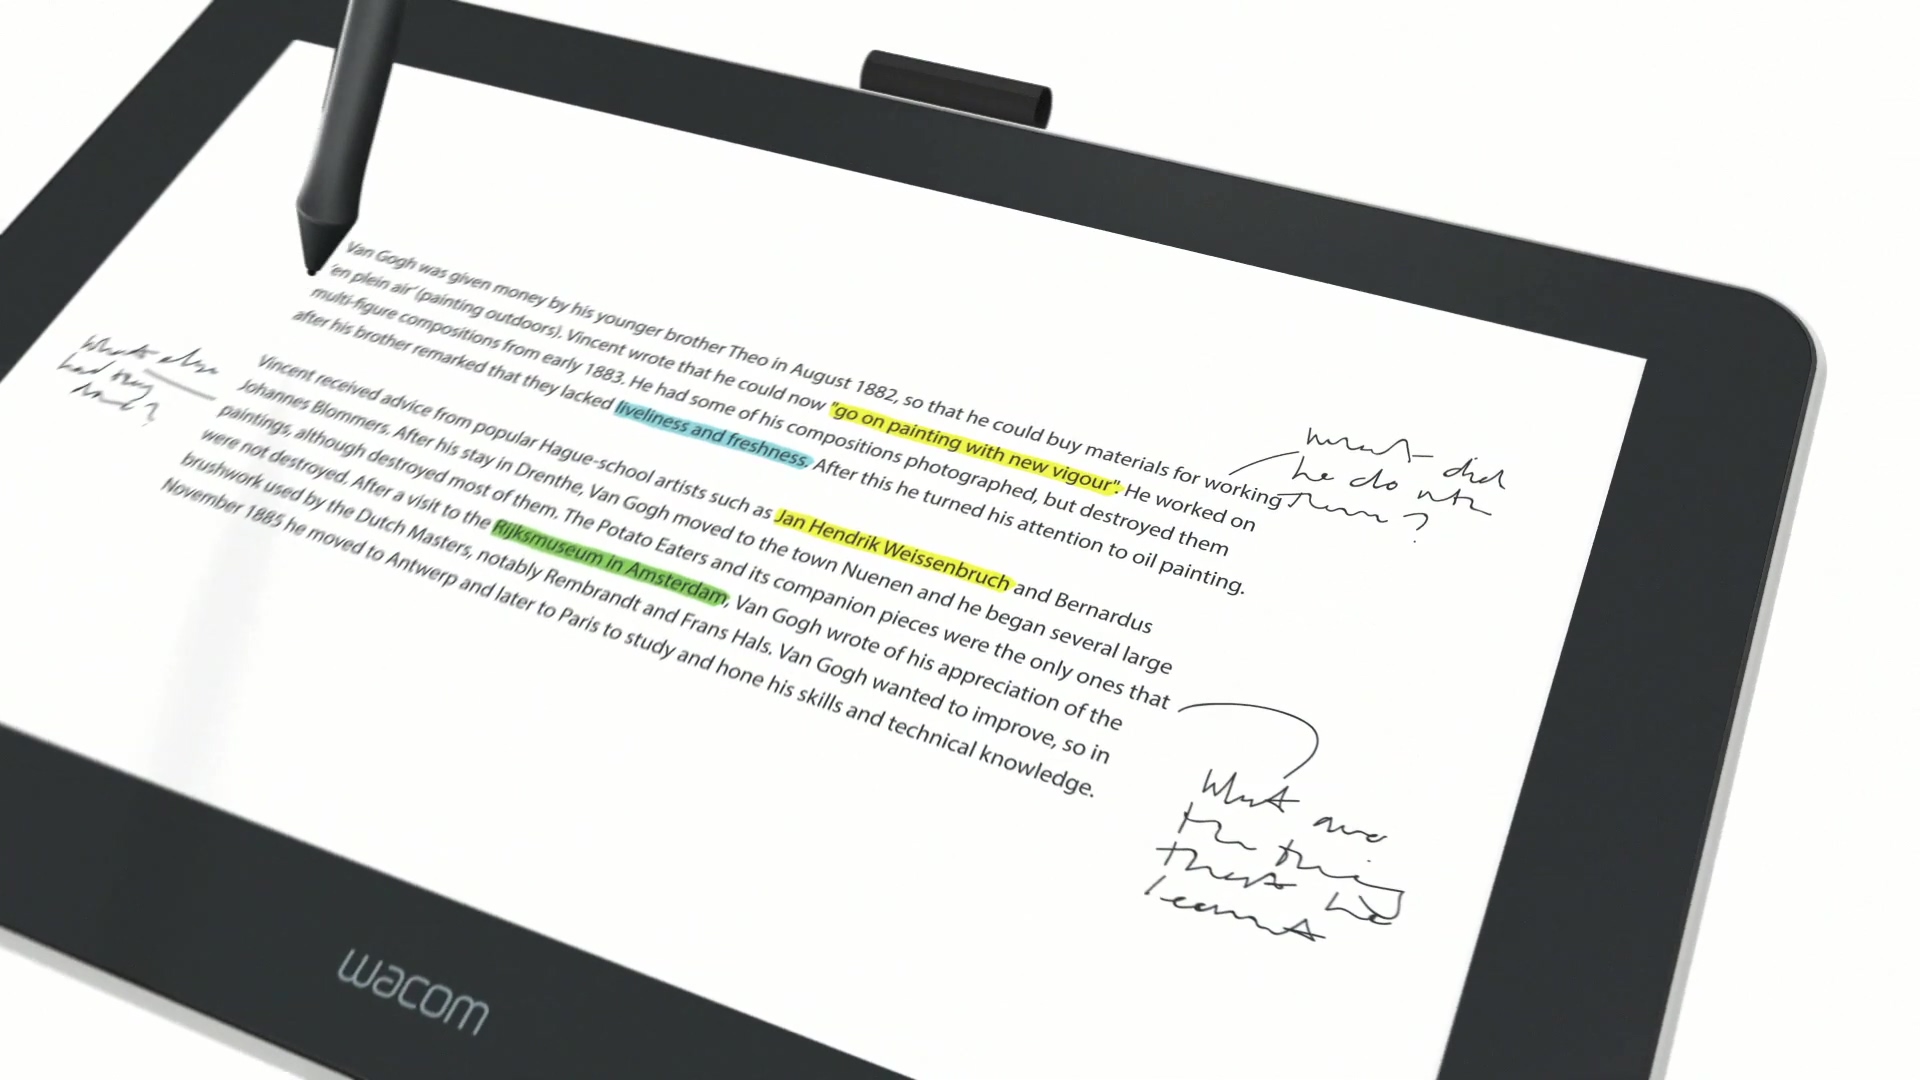 Van Gogh was given money by his younger brother Theo in August 1882, so that he could buy materials for working
'en plein air' (painting outdoors). Vincent wrote that he could now "go on painting with new vigour". He worked on
multi-figure compositions from early 1883. He had some of his compositions photographed, but destroyed them
after his brother remarked that they lacked liveliness and freshness. After this he turned his attention to oil painting.
what did
he do with
them ?
What else
had they
Vincent received advice from popular Hague-school artists such as Jan Hendrik Weissenbruch and Bernardus
Johannes Blommers. After his stay in Drenthe, Van Gogh moved to the town Nuenen and he began several large
paintings, although destroyed most of them. The Potato Eaters and its companion pieces were the only ones that
were not destroyed. After a visit to the Rijksmuseum in Amsterdam, Van Gogh wrote of his appreciation of the
brushwork used by the Dutch Masters, notably Rembrandt and Frans Hals. Van Gogh wanted to improve, so in
November 1885 he moved to Antwerp and later to Paris to study and hone his skills and technical knowledge.
What are
the thing
that he
learnt
wacom